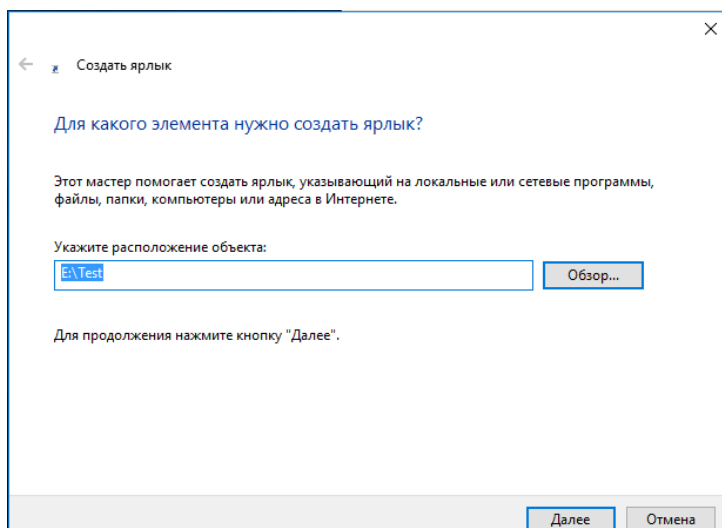 Создать ярлык
Для какого элемента нужно создать ярлык?
Этот мастер помогает создать ярлык, указывающий на локальные или сетевые программы,
файлы, папки, компьютеры или адреса в Интернете.
Укажите расположение объекта:
E:\Test
Обзор...
Для продолжения нажмите кнопку "Далее".
Далее
Отмена